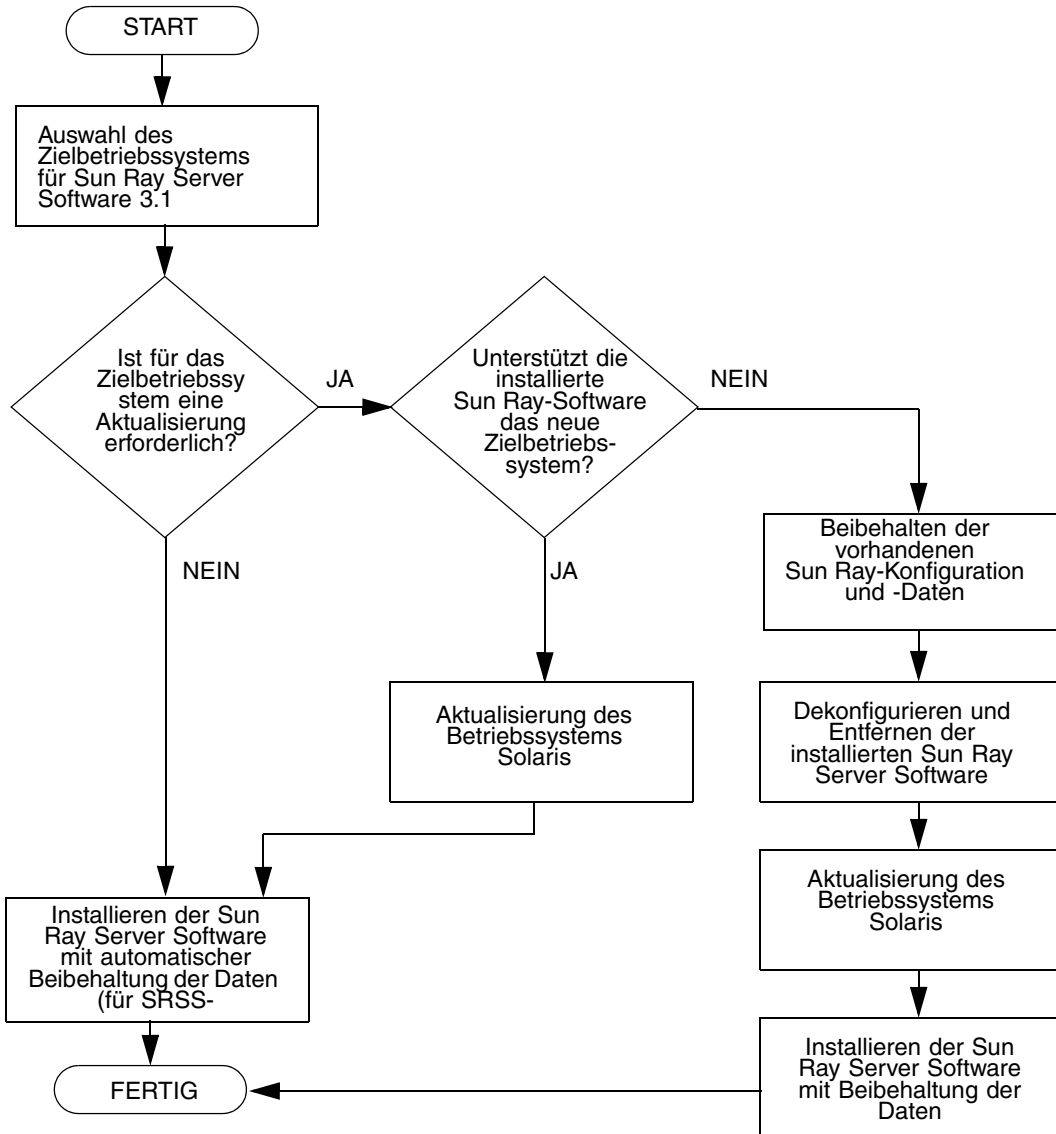 START
Auswahl des
Zielbetriebssystems
für Sun Ray Server
Software 3.1
Ist für das
Zielbetriebssy
stem eine
Aktualisierung
erforderlich?
JA
Unterstützt die
installierte
Sun Ray-Software
das neue
Zielbetriebs-
system?
NEIN
NEIN
JA
Beibehalten der
vorhandenen
Sun Ray-Konfiguration
und -Daten
Aktualisierung des
Betriebssystems
Solaris
Dekonfigurieren und
Entfernen der
installierten Sun Ray
Server Software
Aktualisierung des
Betriebssystems
Solaris
Installieren der Sun
Ray Server Software
mit automatischer
Beibehaltung der Daten
(für SRSS-
Installieren der Sun
Ray Server Software
mit Beibehaltung der
Daten
FERTIG